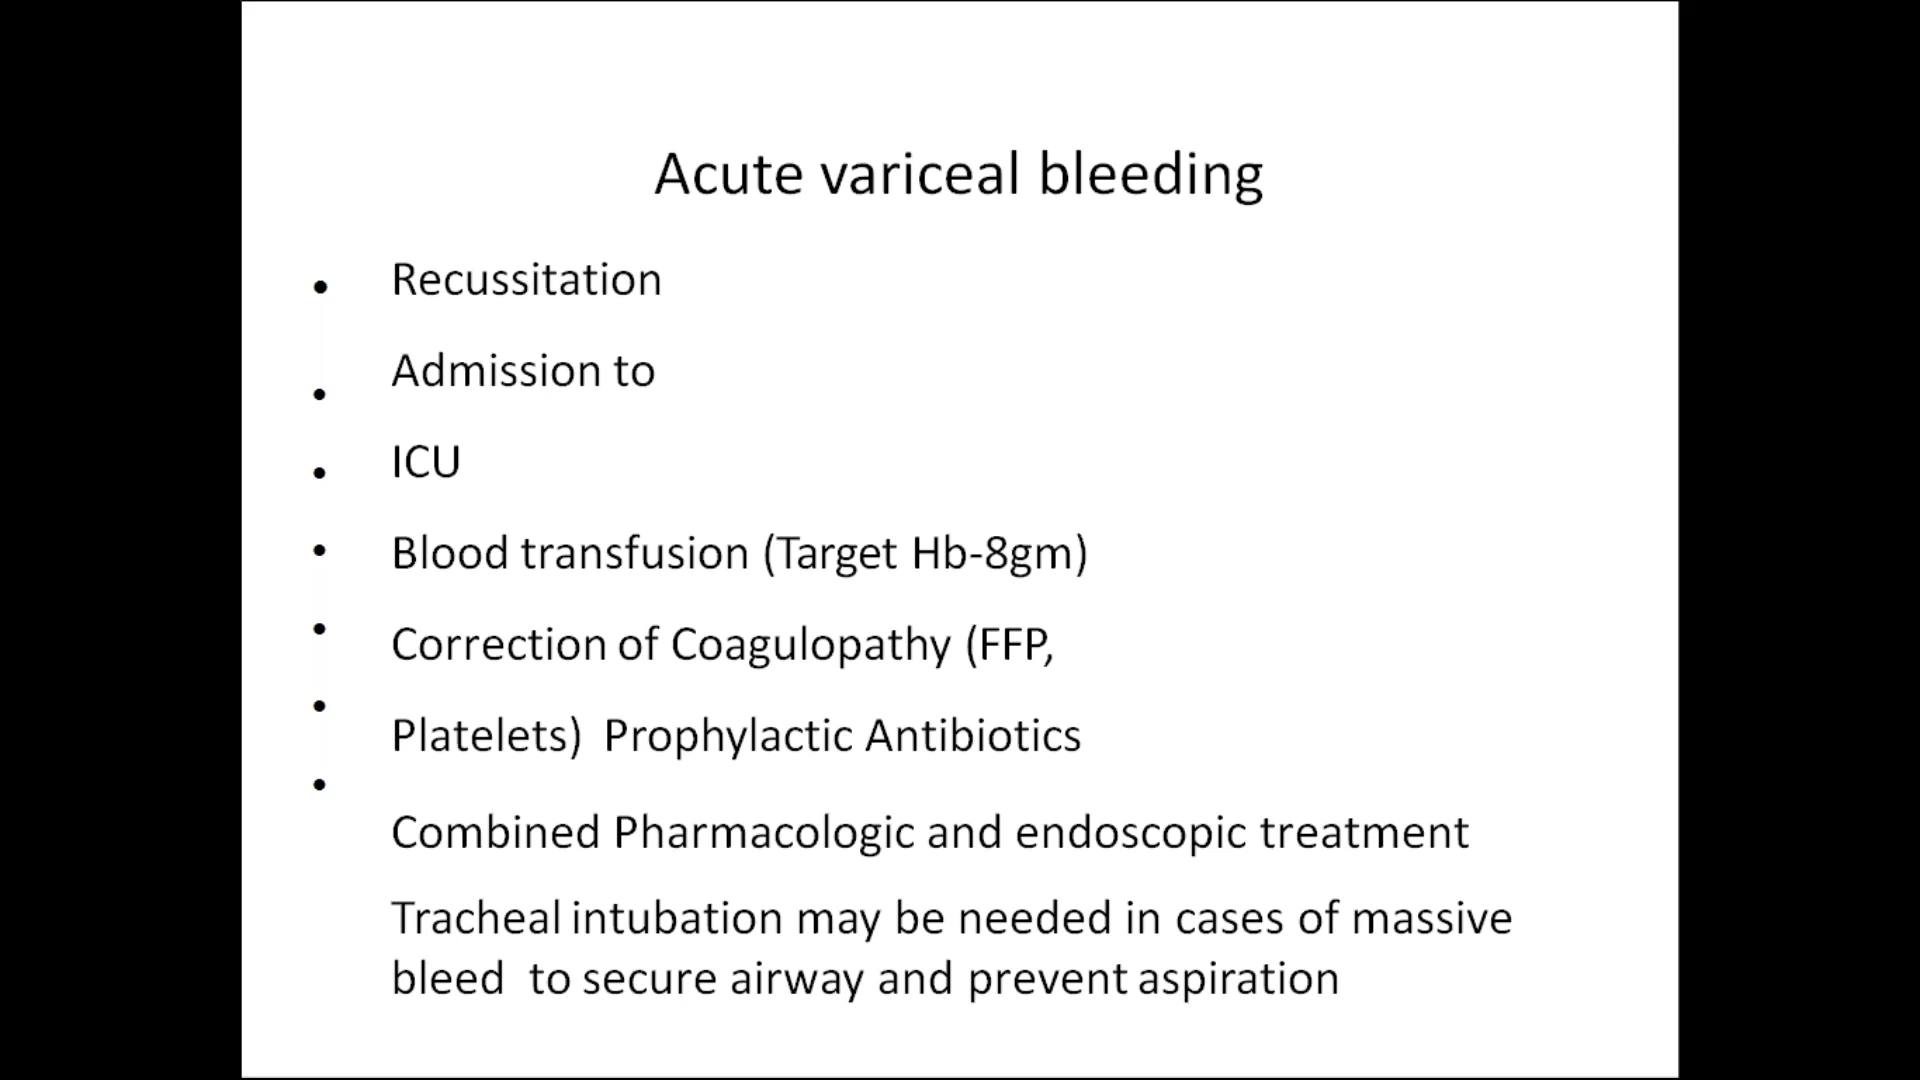 Acute variceal bleeding
• Recussitation
• Admission to
• ICU
• Blood transfusion (Target Hb-8gm)
• Correction of Coagulopathy (FFP,
• Platelets) Prophylactic Antibiotics
• Combined Pharmacologic and endoscopic treatment
Tracheal intubation may be needed in cases of massive
bleed to secure airway and prevent aspiration